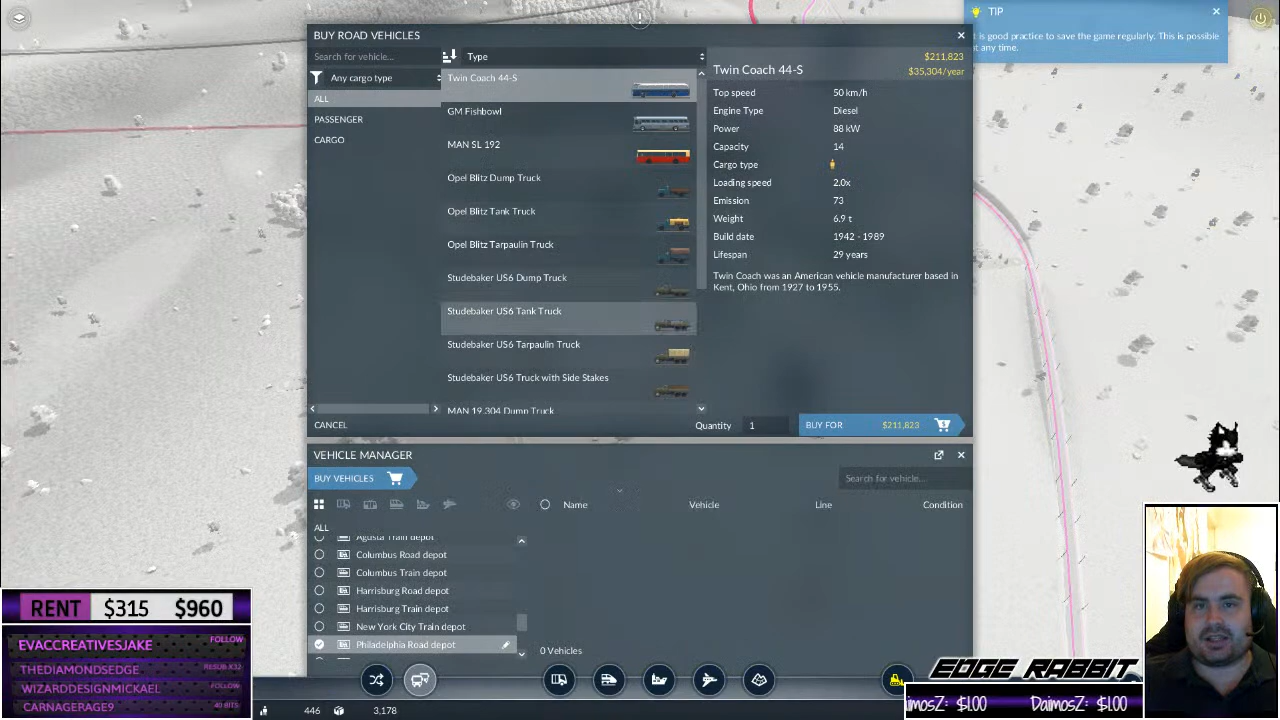 BUY ROAD VEHICLES
Search for vehicle...
Type
Any cargo type
ALL
PASSENGER
CARGO
Twin Coach 44-S
GM Fishbowl
MAN SL 192
Opel Blitz Dump Truck
Opel Blitz Tank Truck
Opel Blitz Tarpaulin Truck
Studebaker US6 Dump Truck
Studebaker US6 Tank Truck
Studebaker US6 Tarpaulin Truck
Studebaker US6 Truck with Side Stakes
MAN 19.304 Dump Truck
$211,823
Twin Coach 44-S
$35,304/year
Top speed 50 km/h
Engine Type Diesel
Power 88 kW
Capacity 14
Cargo type
Loading speed 2.0x
Emission 73
Weight 6.9 t
Build date 1942 - 1989
Lifespan 29 years
Twin Coach was an American vehicle manufacturer based in
Kent, Ohio from 1927 to 1955.
CANCEL
Quantity 1
BUY FOR $211,823
TIP
t is good practice to save the game regularly. This is possible
at any time.
VEHICLE MANAGER
BUY VEHICLES
Search for vehicle...
Name Vehicle Line Condition
ALL
Agusta Train depot
Columbus Road depot
Columbus Train depot
Harrisburg Road depot
Harrisburg Train depot
New York City Train depot
Philadelphia Road depot
0 Vehicles
446 3,178
RENT $315 $960
EVACCREATIVESJAKE FOLLOW
THEDIAMONDSEDGE RESUB X32
WIZARDDESIGNMICKAEL FOLLOW
CARNAGERAGE9 40 BITS
EDGE RABBIT
aimosZ: $1.00 DaimosZ: $1.00